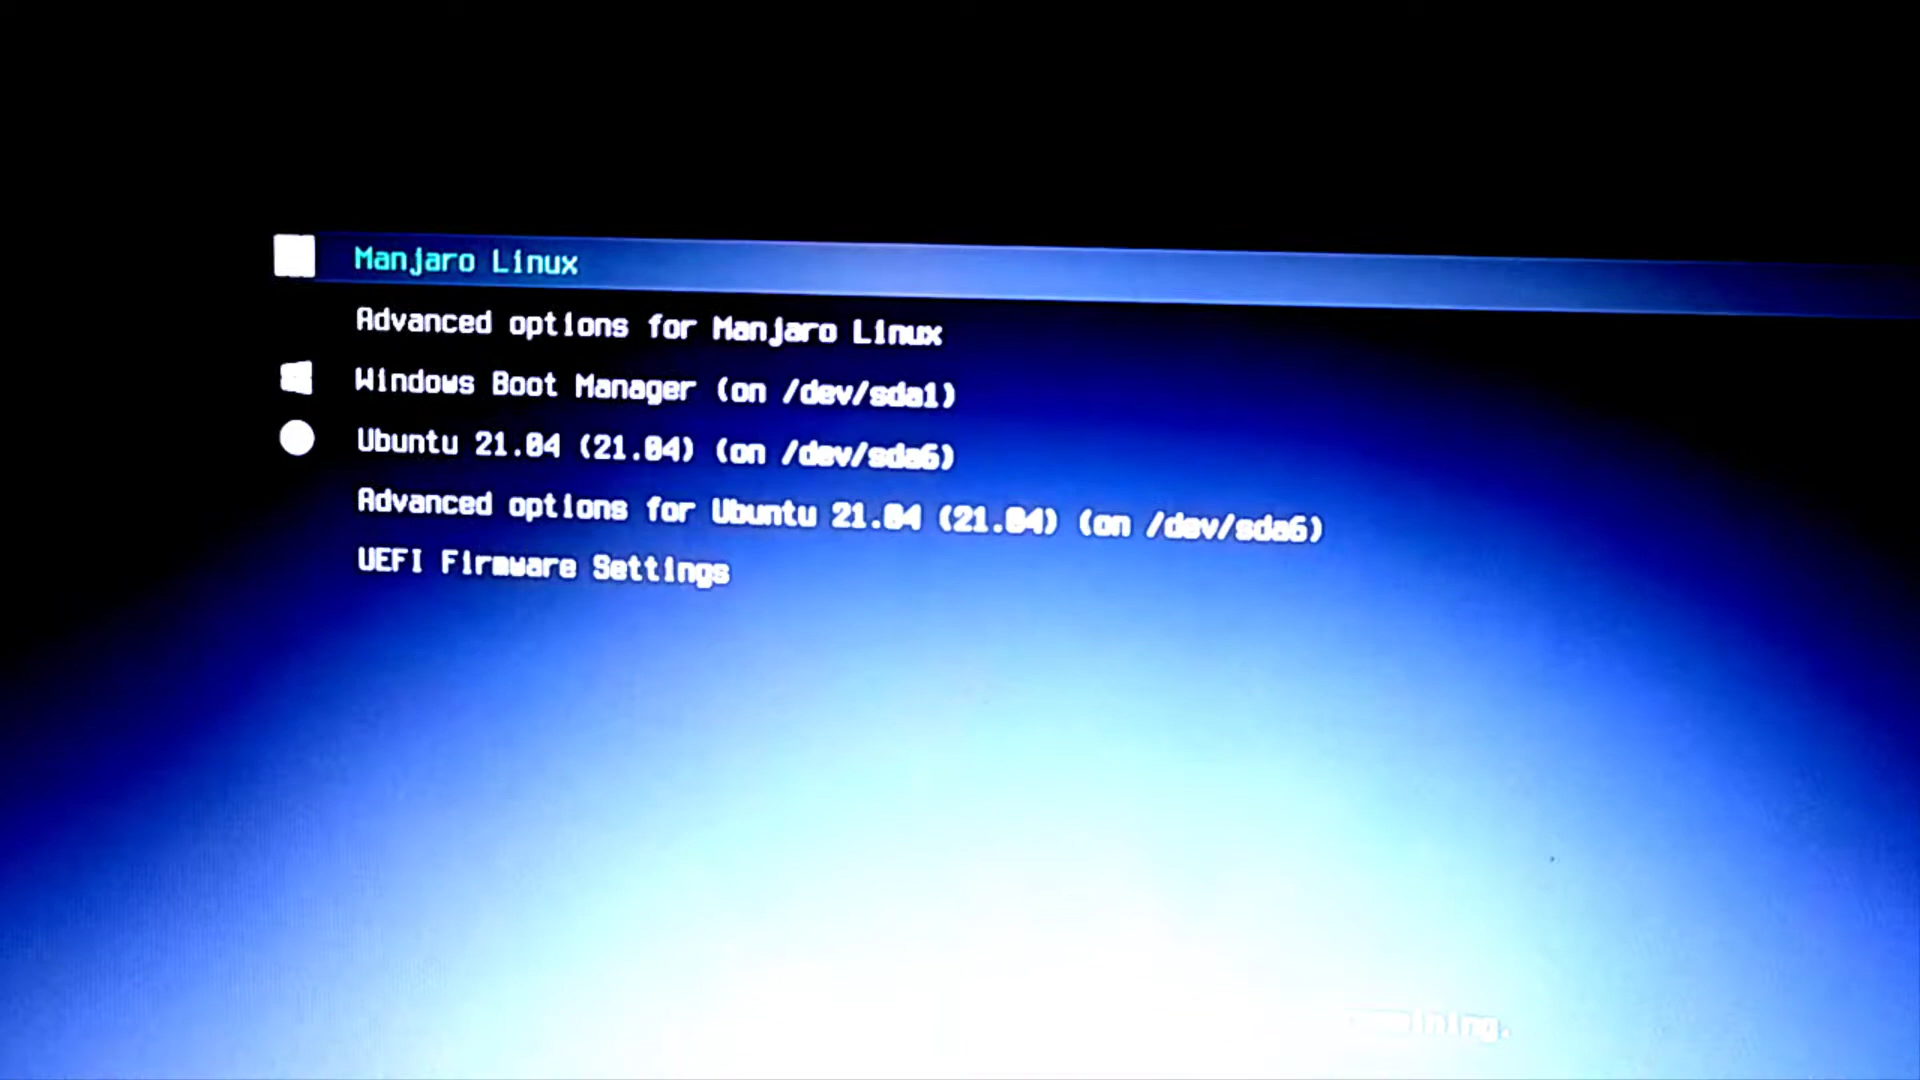 Manjaro Linux
Advanced options for Manjaro Linux
Windows Boot Manager (on /dev/sda1)
Ubuntu 21.04 (21.04) (on /dev/sda6)
Advanced options for Ubuntu 21.04 (21.04) (on /dev/sda6)
UEFI Firmware Settings